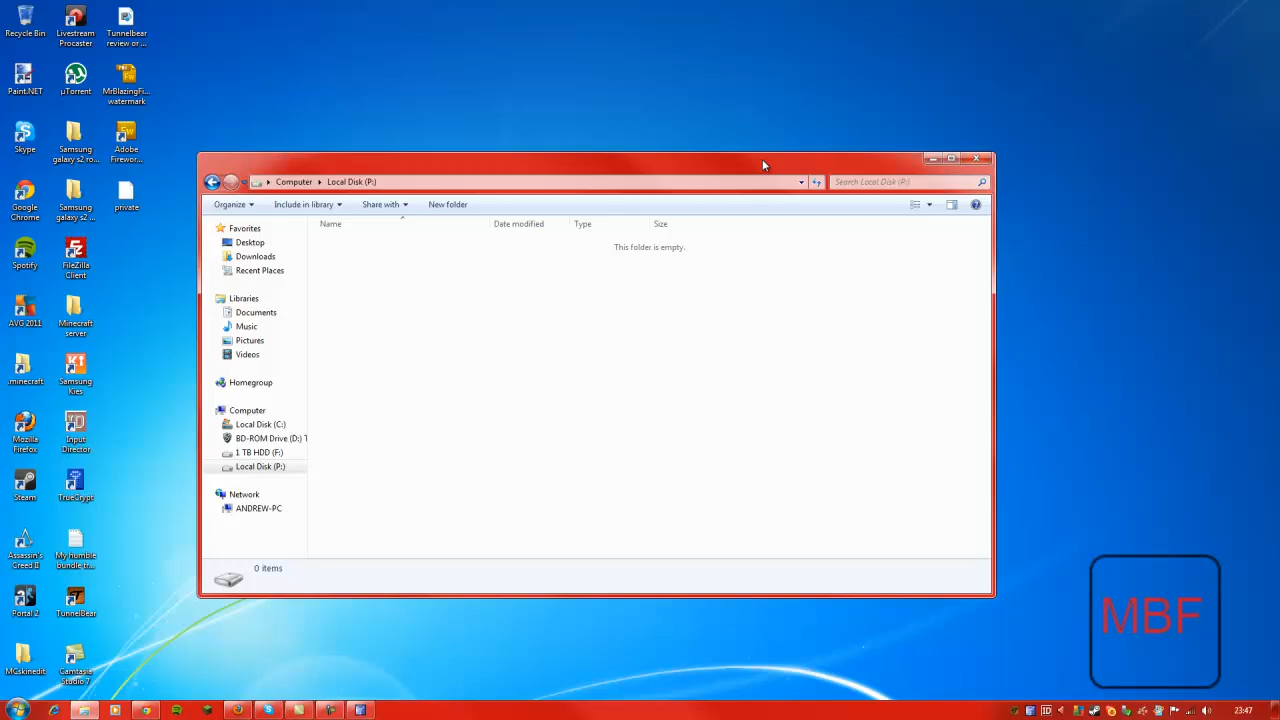 Recycle Bin
Livestream
Procaster
Tunnelbear
review or ...
Paint.NET
µTorrent
MrBlazingFi...
watermark
Skype
Samsung
galaxy s2 ro...
Adobe
Firewor...
Google
Chrome
Samsung
galaxy s2 ...
private
Spotify
FileZilla
Client
AVG 2011
Minecraft
server
.minecraft
Samsung
Kies
Mozilla
Firefox
Input
Director
Steam
TrueCrypt
Assassin's
Creed II
My humble
bundle tr...
Portal 2
TunnelBear
MCskinedit
Camtasia
Studio 7
Computer
Local Disk (P:)
Search Local Disk (P:)
Organize
Include in library
Share with
New folder
Name
Date modified
Type
Size
This folder is empty.
Favorites
Desktop
Downloads
Recent Places
Libraries
Documents
Music
Pictures
Videos
Homegroup
Computer
Local Disk (C:)
BD-ROM Drive (D:) T
1 TB HDD (F:)
Local Disk (P:)
Network
ANDREW-PC
0 items
MBF
ID
23:47